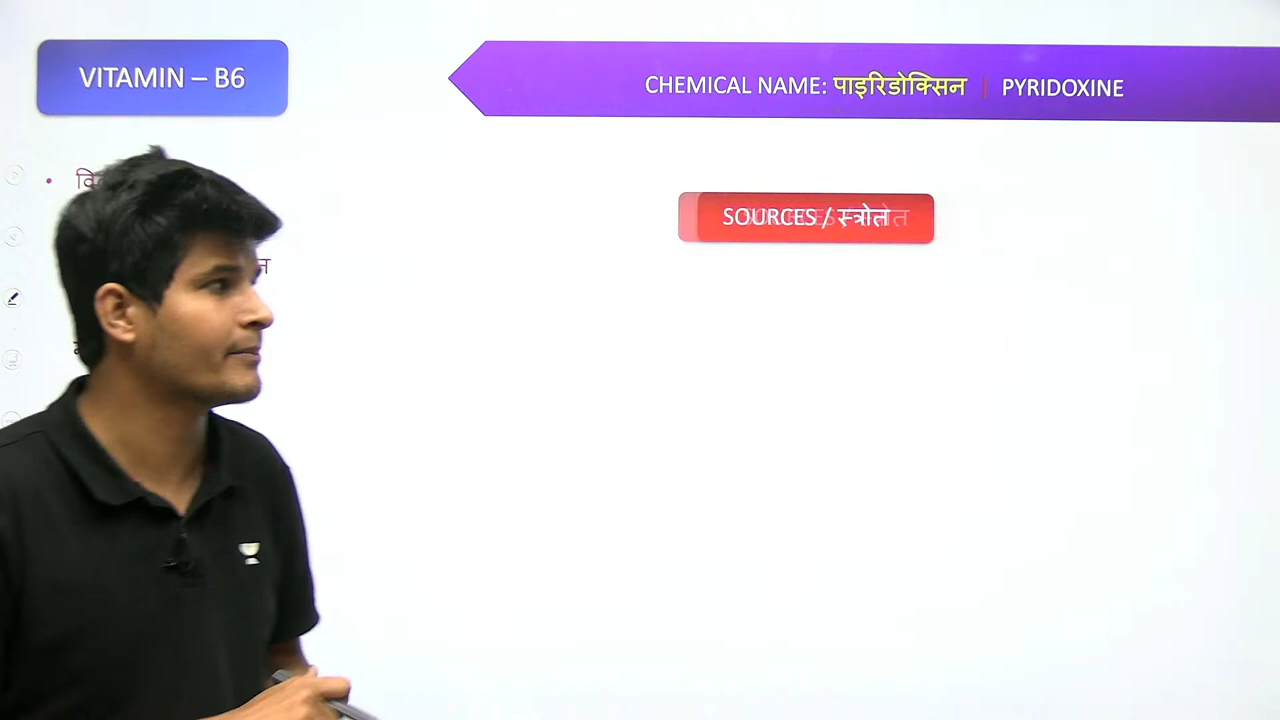 VITAMIN – B6
CHEMICAL NAME: पाइरिडोक्सिन | PYRIDOXINE
SOURCES / स्त्रोत